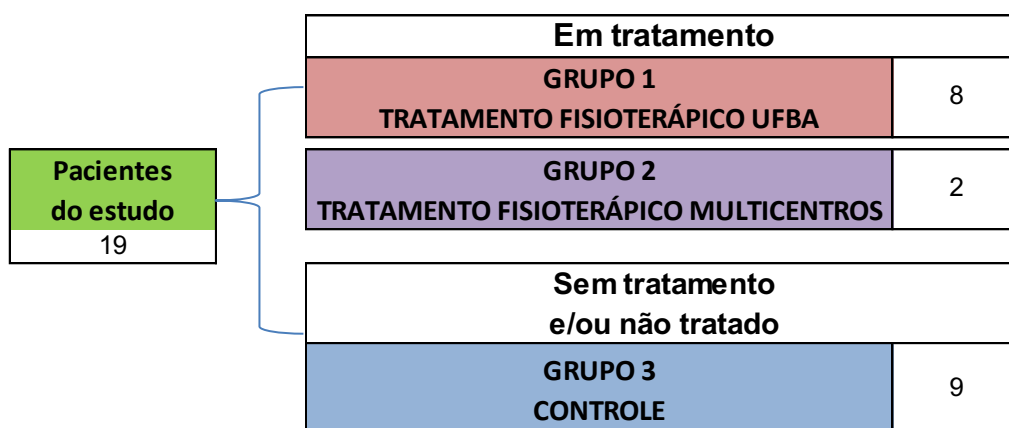 Pacientes
do estudo
19
Em tratamento
GRUPO 1
TRATAMENTO FISIOTERÁPICO UFBA
8
GRUPO 2
TRATAMENTO FISIOTERÁPICO MULTICENTROS
2
Sem tratamento
e/ou não tratado
GRUPO 3
CONTROLE
9